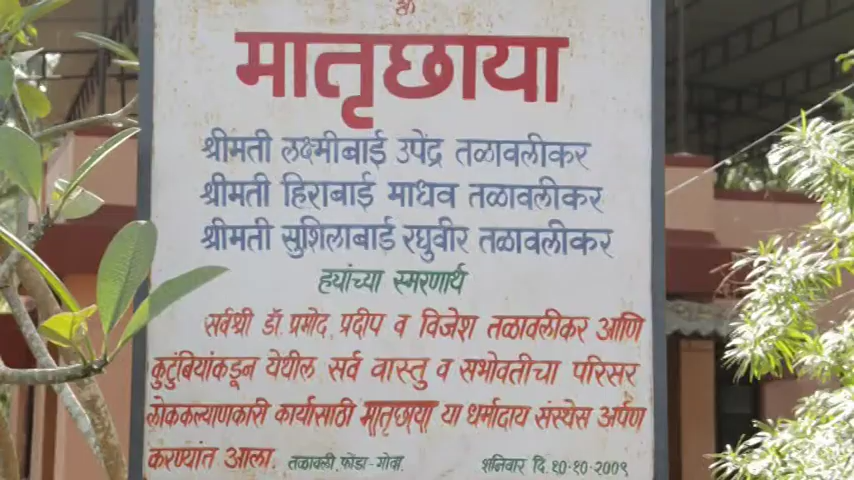 ॐ
मातृछाया
श्रीमती लक्ष्मीबाई उपेंद्र तळावलीकर
श्रीमती हिराबाई माधव तळावलीकर
श्रीमती सुशिलाबाई रघुवीर तळावलीकर
ह्यांच्या स्मरणार्थ
सर्वश्री डॉ. प्रमोद, प्रदीप व विजेश तळावलीकर आणि
कुटुंबियांकडून येथील सर्व वास्तु व सभोवतीचा परिसर
लोककल्याणकारी कार्यासाठी मातृछाया या धर्मादाय संस्थेस अर्पण
करण्यांत आला. तळावली, फोंडा-गोवा. शनिवार दि. १०-१०-२००९